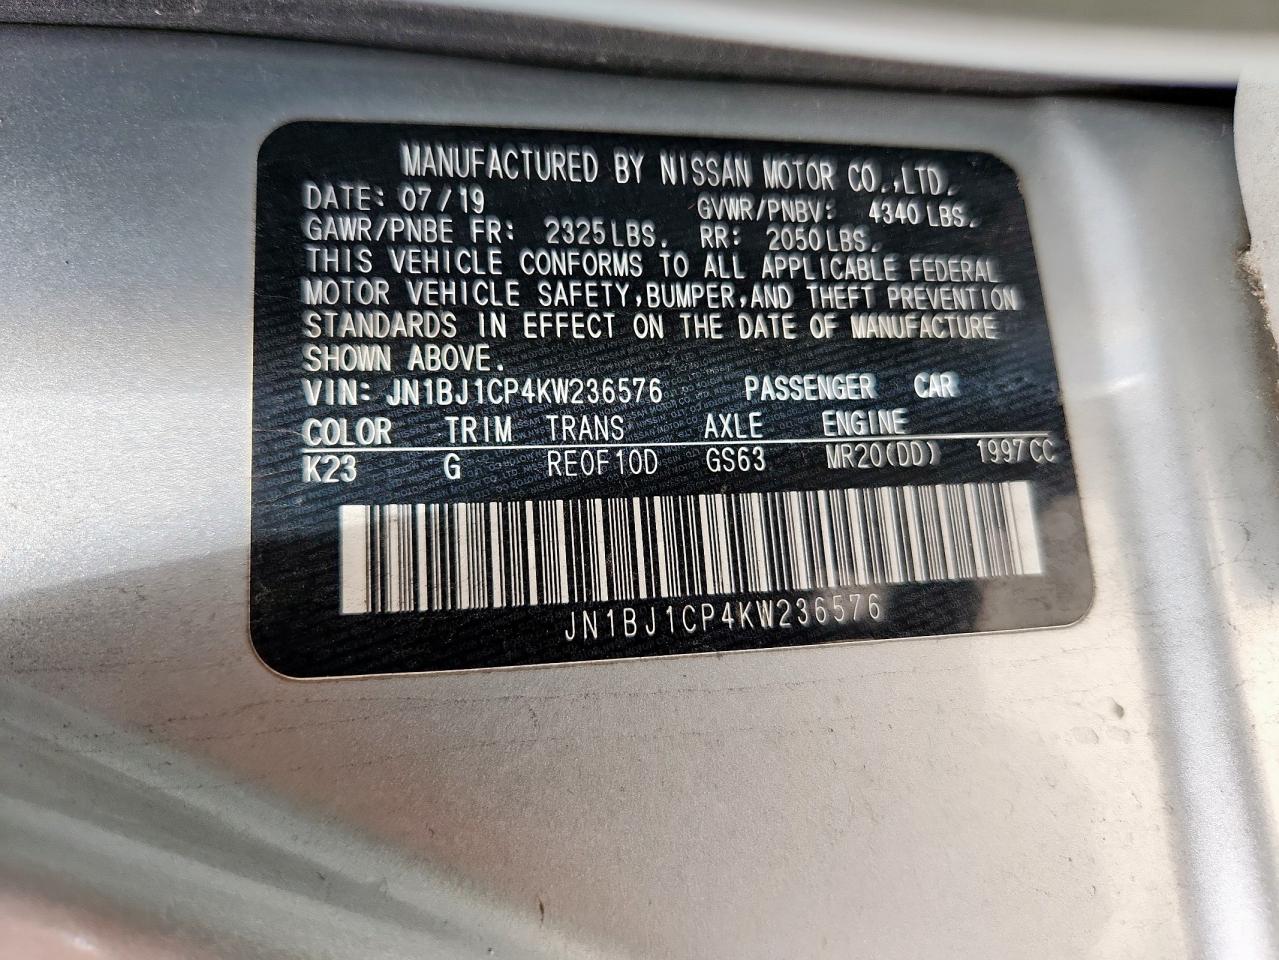 MANUFACTURED BY NISSAN MOTOR CO.,LTD.
DATE: 07/19 GVWR/PNBV: 4340 LBS.
GAWR/PNBE FR: 2325LBS. RR: 2050LBS.
THIS VEHICLE CONFORMS TO ALL APPLICABLE FEDERAL
MOTOR VEHICLE SAFETY,BUMPER,AND THEFT PREVENTION
STANDARDS IN EFFECT ON THE DATE OF MANUFACTURE
SHOWN ABOVE.
VIN: JN1BJ1CP4KW236576 PASSENGER CAR
COLOR TRIM TRANS AXLE ENGINE
K23 G RE0F10D GS63 MR20(DD) 1997CC
JN1BJ1CP4KW236576